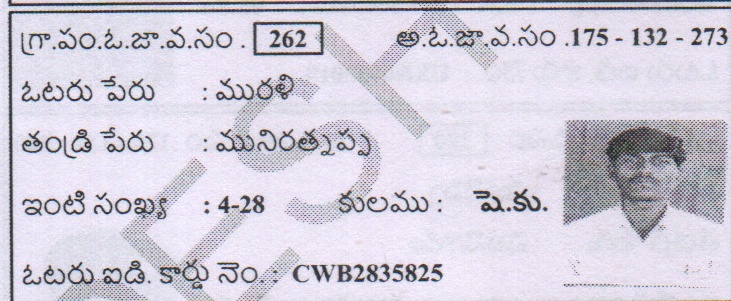 గ్రా.పం.ఓ.జా.వ.సం . 262 అ.ఓ.జా.వ.సం .175 - 132 - 273
ఓటరు పేరు : మురళి
తండ్రి పేరు : మునిరత్నప్ప
ఇంటి సంఖ్య : 4-28 కులము : షె.కు.
ఓటరు ఐడి. కార్డు నెం. : CWB2835825